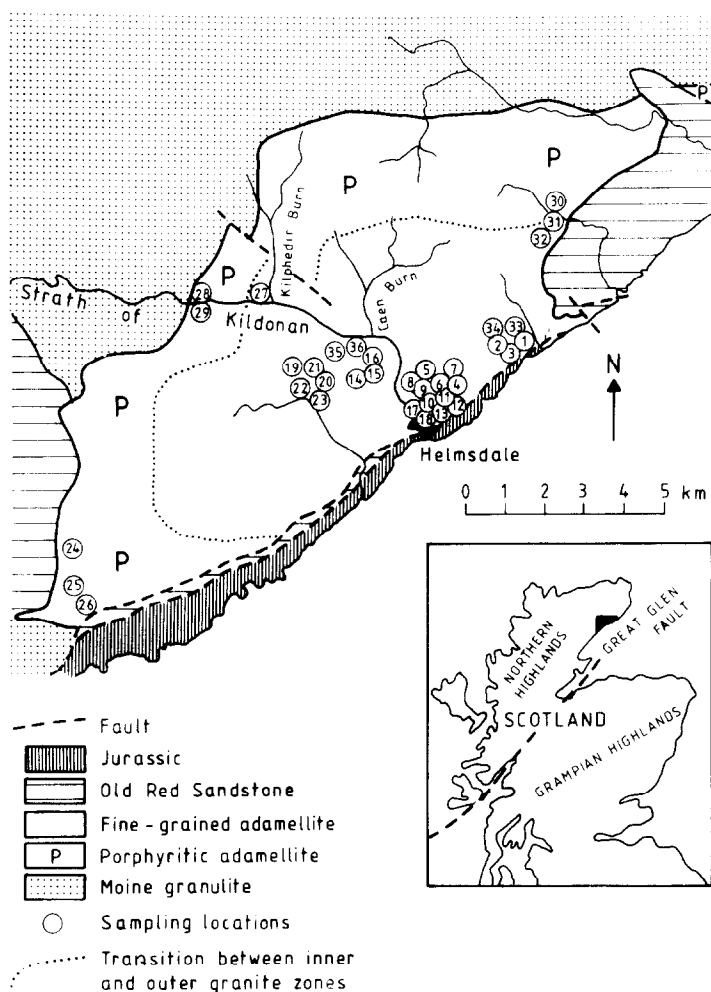 P
P
P
30
31
32
Kilphedir Burn
P
Caen Burn
Strath of
28
29
27
Kildonan
34
33
2
1
3
35
36
16
15
14
19
21
20
22
23
5
7
8
6
4
9
11
10
12
17
13
18
N
P
Helmsdale
0 1 2 3 4 5 km
24
P
25
26
NORTHERN
HIGHLANDS
GREAT GLEN
FAULT
SCOTLAND
GRAMPIAN HIGHLANDS
Fault
Jurassic
Old Red Sandstone
Fine-grained adamellite
P Porphyritic adamellite
Moine granulite
Sampling locations
Transition between inner
and outer granite zones